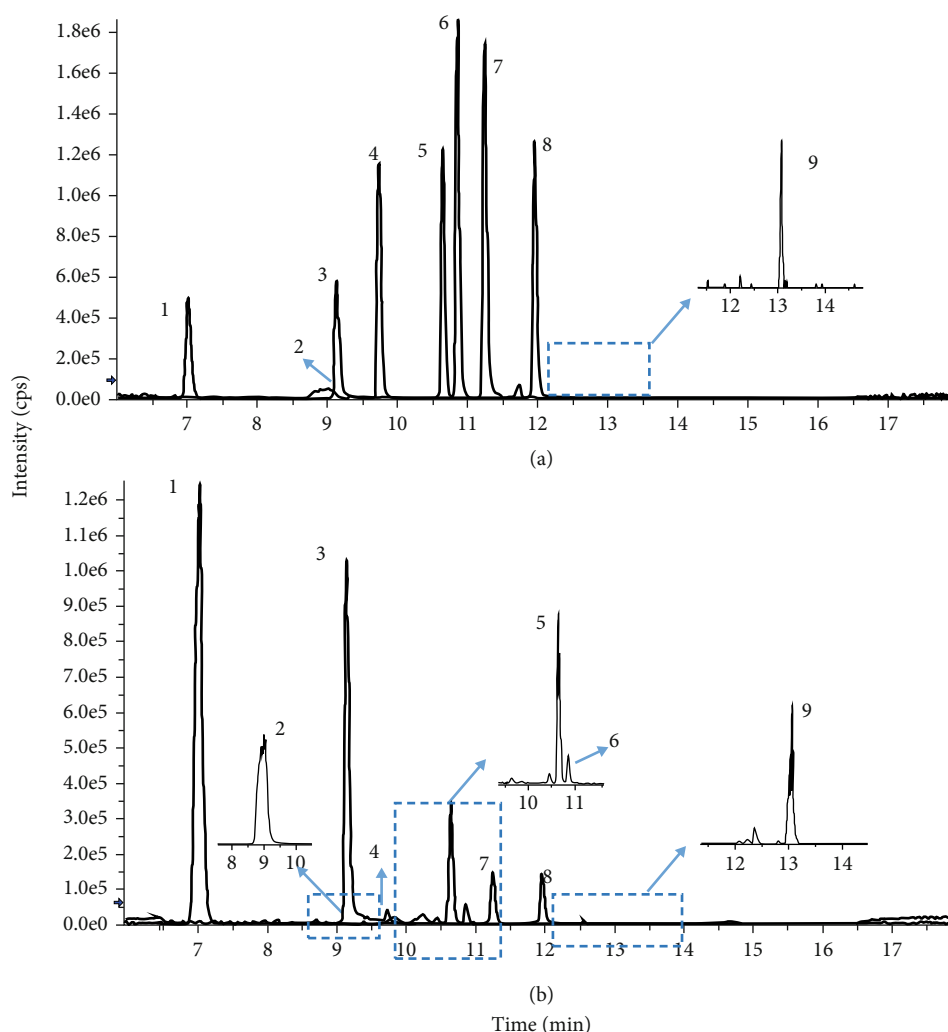 1.8e6
1.6e6
1.4e6
1.2e6
1.0e6
8.0e5
6.0e5
4.0e5
2.0e5
0.0e0
1
2
3
4
5
6
7
8
9
12 13 14
7 8 9 10 11 12 13 14 15 16 17
(a)
Intensity (cps)
1.2e6
1.1e6
1.0e6
9.0e5
8.0e5
7.0e5
6.0e5
5.0e5
4.0e5
3.0e5
2.0e5
1.0e5
0.0e0
1
2
8 9 10
3
4
5
6
10 11
7
8
9
12 13 14
7 8 9 10 11 12 13 14 15 16 17
(b)
Time (min)